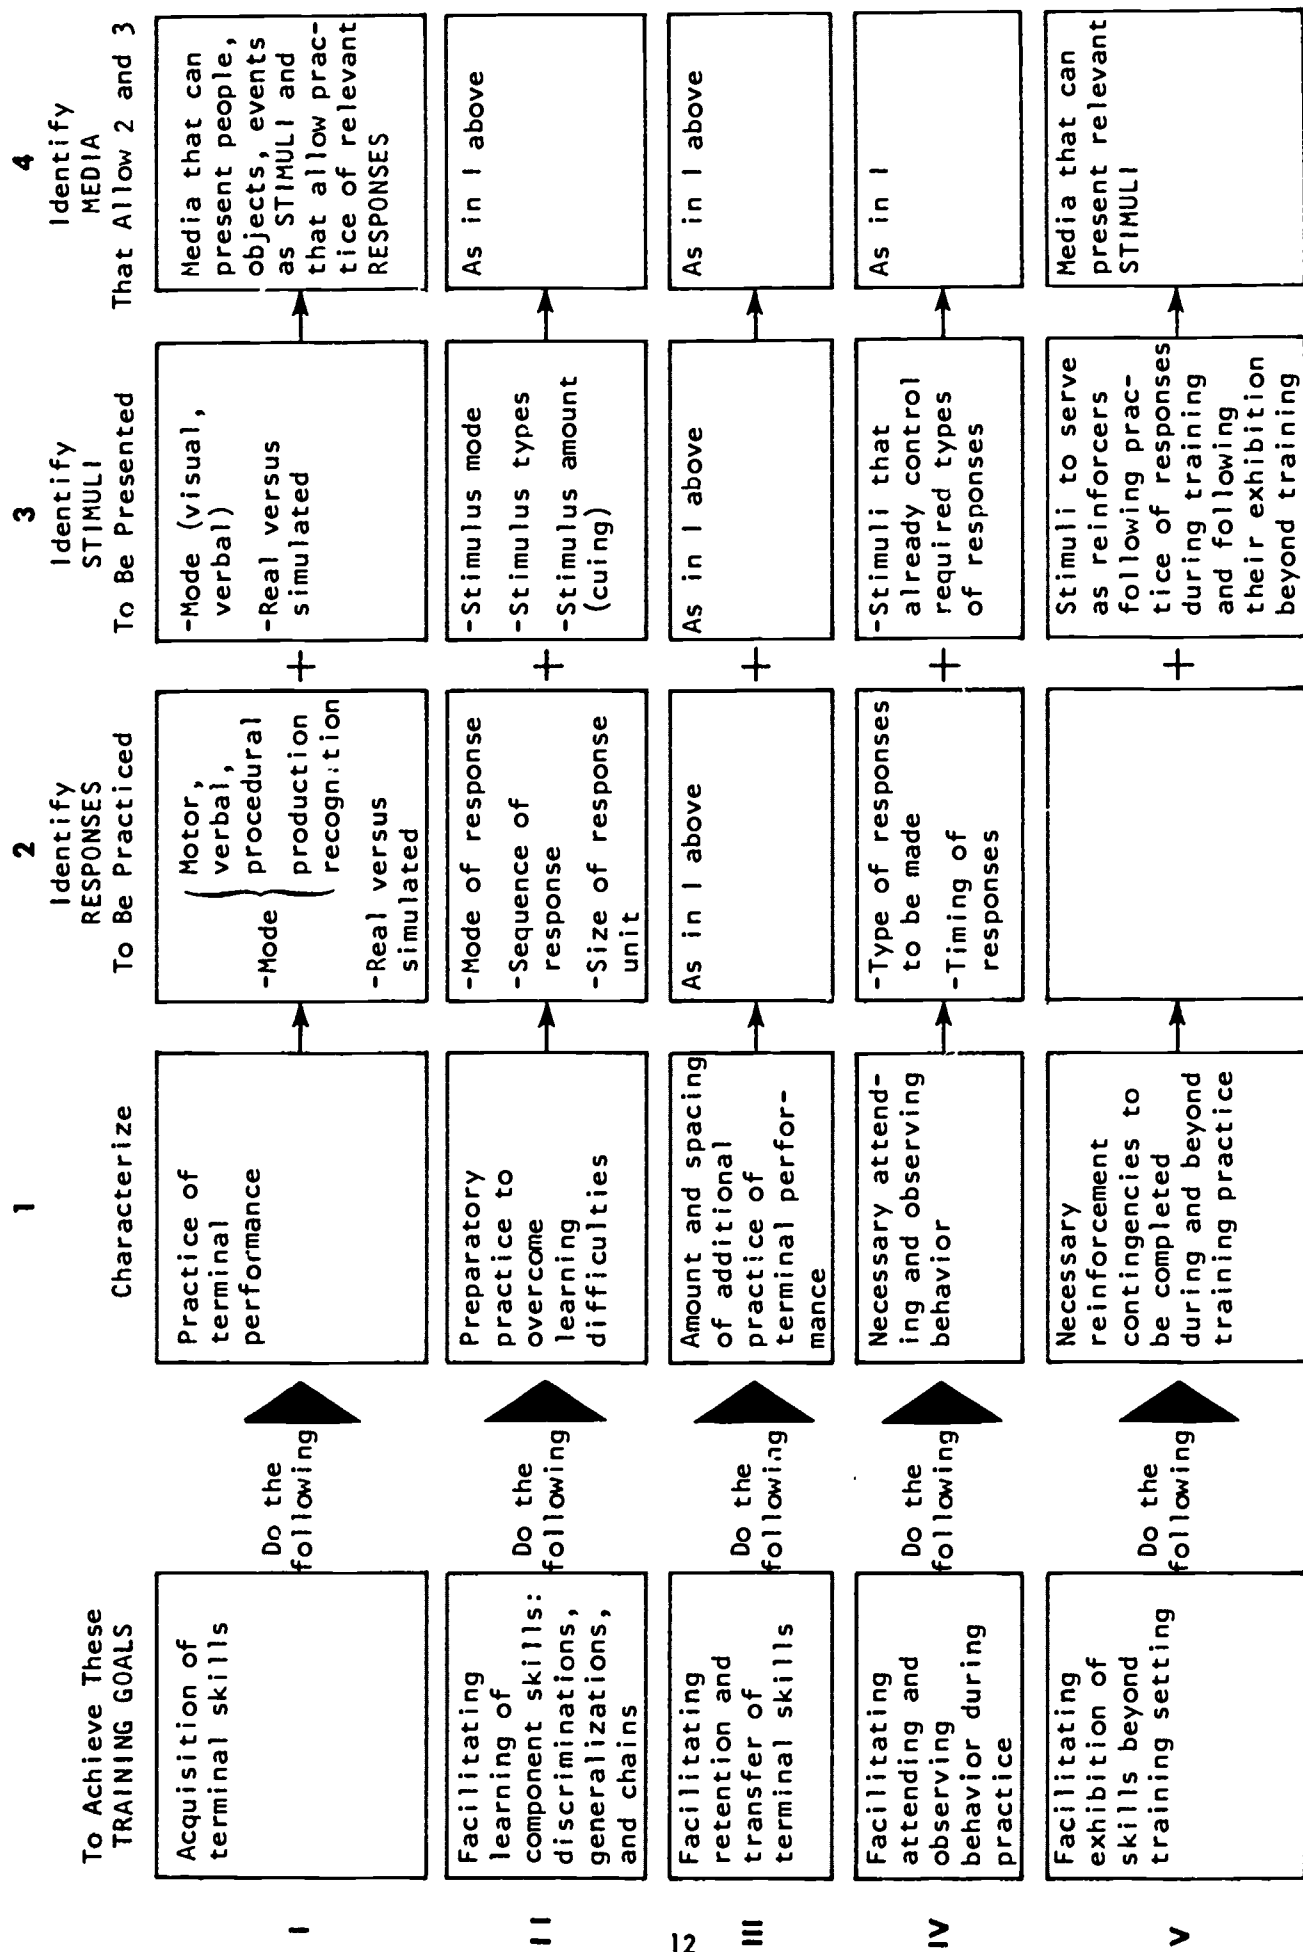 To Achieve These
TRAINING GOALS
1
Characterize
2
Identify
RESPONSES
To Be Practiced
3
Identify
STIMULI
To Be Presented
4
Identify
MEDIA
That Allow 2 and 3
I
Acquisition of
terminal skills
Do the
following
Practice of
terminal
performance
-Mode
Motor,
verbal,
procedural
production
recognition
-Real versus
simulated
+
-Mode (visual,
verbal)
-Real versus
simulated
Media that can
present people,
objects, events
as STIMULI and
that allow prac-
tice of relevant
RESPONSES
II
Facilitating
learning of
component skills:
discriminations,
generalizations,
and chains
Do the
following
Preparatory
practice to
overcome
learning
difficulties
-Mode of response
-Sequence of
response
-Size of response
unit
+
-Stimulus mode
-Stimulus types
-Stimulus amount
(cuing)
As in I above
III
Facilitating
retention and
transfer of
terminal skills
Do the
following
Amount and spacing
of additional
practice of
terminal perfor-
mance
As in I above
+
As in I above
As in I above
IV
Facilitating
attending and
observing
behavior during
practice
Do the
following
Necessary attend-
ing and observing
behavior
-Type of responses
to be made
-Timing of
responses
+
-Stimuli that
already control
required types
of responses
As in I
V
Facilitating
exhibition of
skills beyond
training setting
Do the
following
Necessary
reinforcement
contingencies to
be completed
during and beyond
training practice
+
Stimuli to serve
as reinforcers
following prac-
tice of responses
during training
and following
their exhibition
beyond training
Media that can
present relevant
STIMULI
12